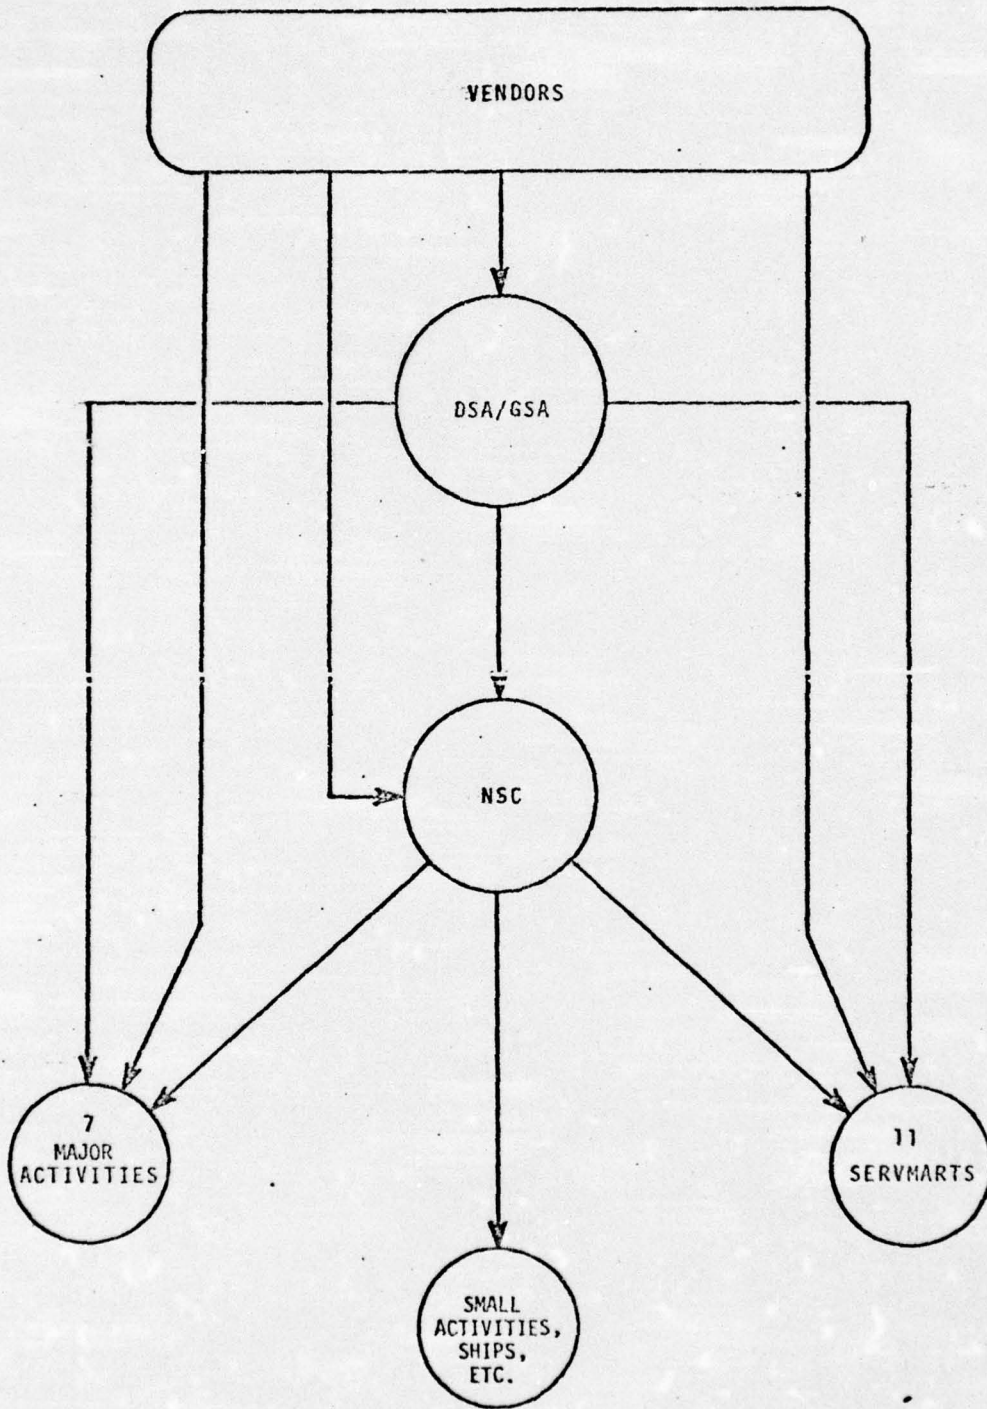 VENDORS
DSA/GSA
NSC
7
MAJOR
ACTIVITIES
11
SERVMARTS
SMALL
ACTIVITIES,
SHIPS,
ETC.